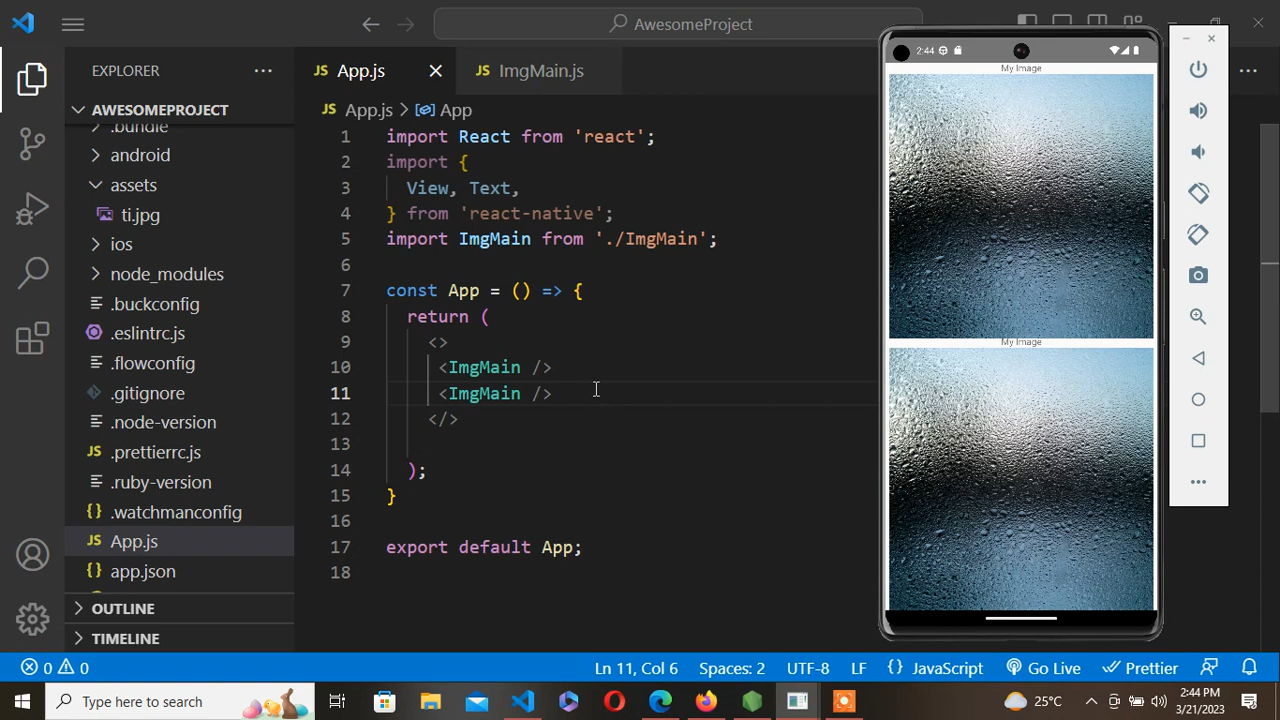 AwesomeProject
EXPLORER
AWESOMEPROJECT
.bundle
android
assets
ti.jpg
ios
node_modules
.buckconfig
.eslintrc.js
.flowconfig
.gitignore
.node-version
.prettierrc.js
.ruby-version
.watchmanconfig
JS App.js
app.json
OUTLINE
TIMELINE
JS App.js
JS ImgMain.js
JS App.js > App
1 import React from 'react';
2 import {
3 View, Text,
4 } from 'react-native';
5 import ImgMain from './ImgMain';
6
7 const App = () => {
8 return (
9 <>
10 <ImgMain />
11 <ImgMain />
12 </>
13
14 );
15 }
16
17 export default App;
18
2:44
My Image
My Image
0 0
Ln 11, Col 6
Spaces: 2
UTF-8
LF
{} JavaScript
Go Live
Prettier
Type here to search
25°C
2:44 PM
3/21/2023